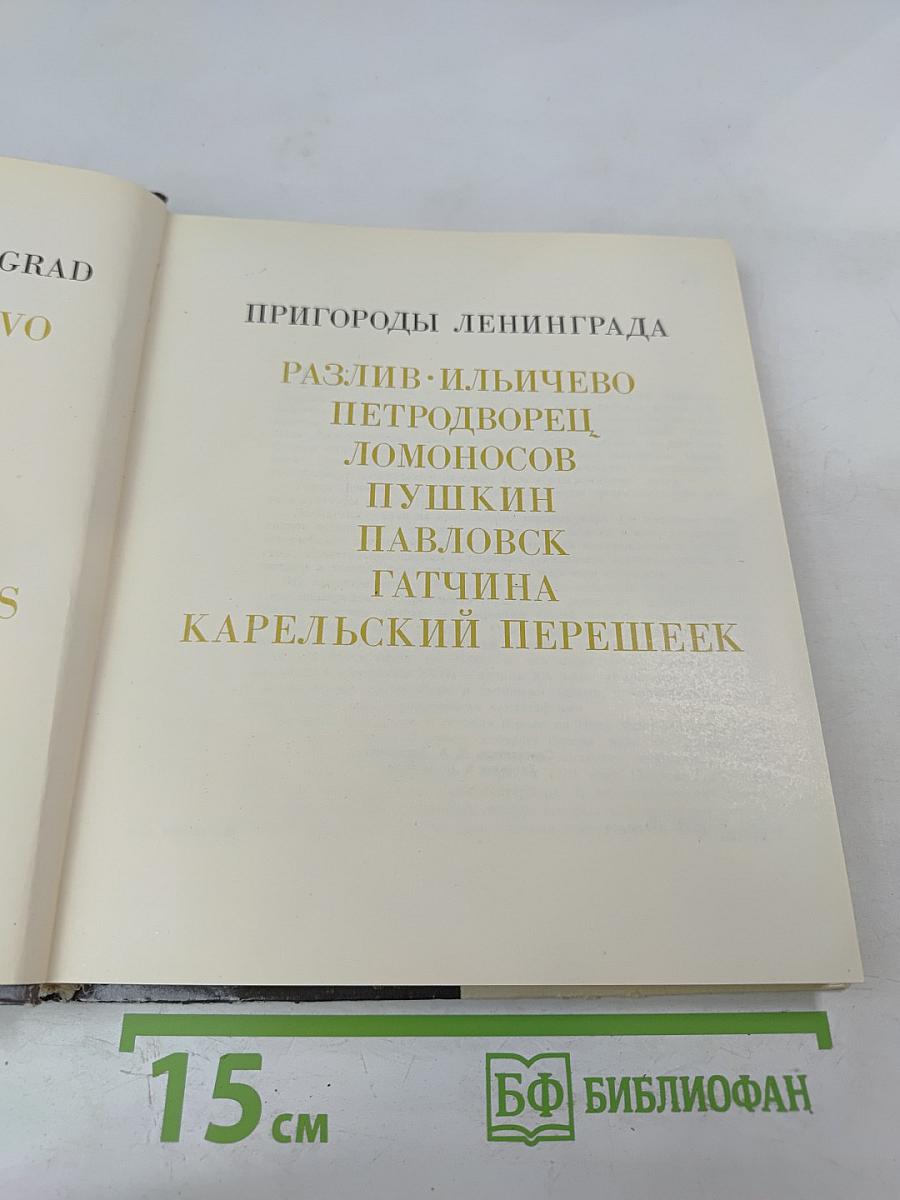 GRAD
VO
S
ПРИГОРОДЫ ЛЕНИНГРАДА
РАЗЛИВ·ИЛЬИЧЕВО
ПЕТРОДВОРЕЦ
ЛОМОНОСОВ
ПУШКИН
ПАВЛОВСК
ГАТЧИНА
КАРЕЛЬСКИЙ ПЕРЕШЕЕК
15 см
БФ БИБЛИОФАН